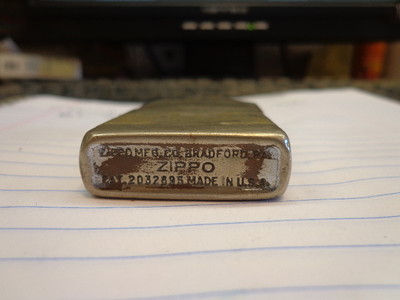 ZIPPO MFG. CO. BRADFORD, PA.
ZIPPO
PAT. 2032695 MADE IN U.S.A.